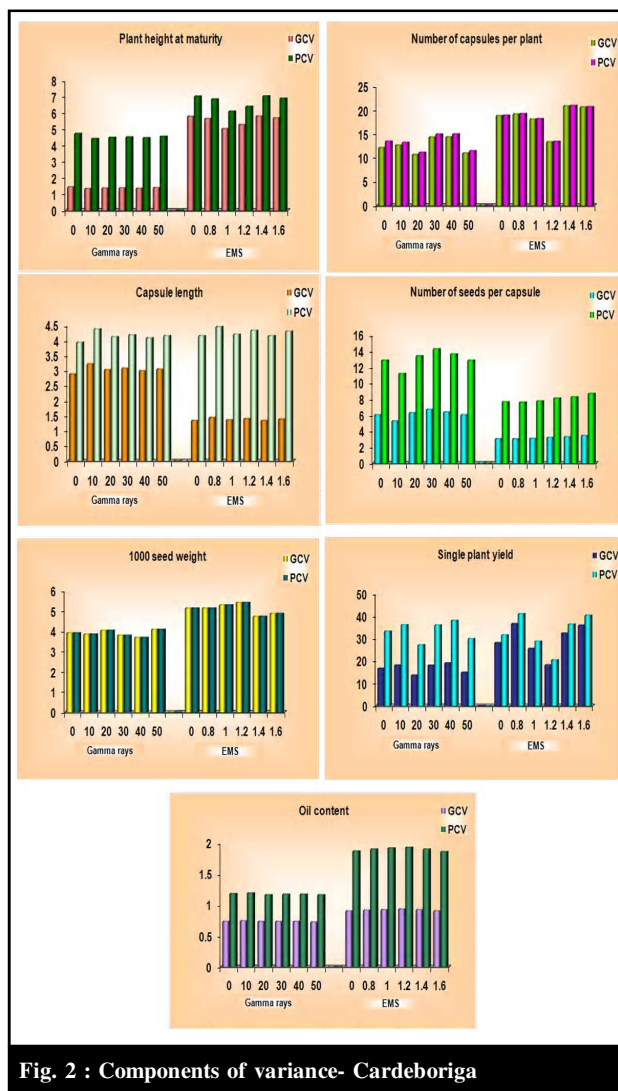 Plant height at maturity
GCV
PCV
8
7
6
5
4
3
2
1
0
0 10 20 30 40 50 0 0.8 1 1.2 1.4 1.6
Gamma rays EMS
Number of capsules per plant
GCV
PCV
25
20
15
10
5
0
0 10 20 30 40 50 0 0.8 1 1.2 1.4 1.6
Gamma rays EMS
Capsule length
GCV
PCV
4.5
4
3.5
3
2.5
2
1.5
1
0.5
0
0 10 20 30 40 50 0 0.8 1 1.2 1.4 1.6
Gamma rays EMS
Number of seeds per capsule
GCV
PCV
16
14
12
10
8
6
4
2
0
0 10 20 30 40 50 0 0.8 1 1.2 1.4 1.6
Gamma rays EMS
1000 seed weight
GCV
PCV
6
5
4
3
2
1
0
0 10 20 30 40 50 0 0.8 1 1.2 1.4 1.6
Gamma rays EMS
Single plant yield
GCV
PCV
50
40
30
20
10
0
0 10 20 30 40 50 0 0.8 1 1.2 1.4 1.6
Gamma rays EMS
Oil content
GCV
PCV
2
1.5
1
0.5
0
0 10 20 30 40 50 0 0.8 1 1.2 1.4 1.6
Gamma rays EMS
Fig. 2 : Components of variance- Cardeboriga